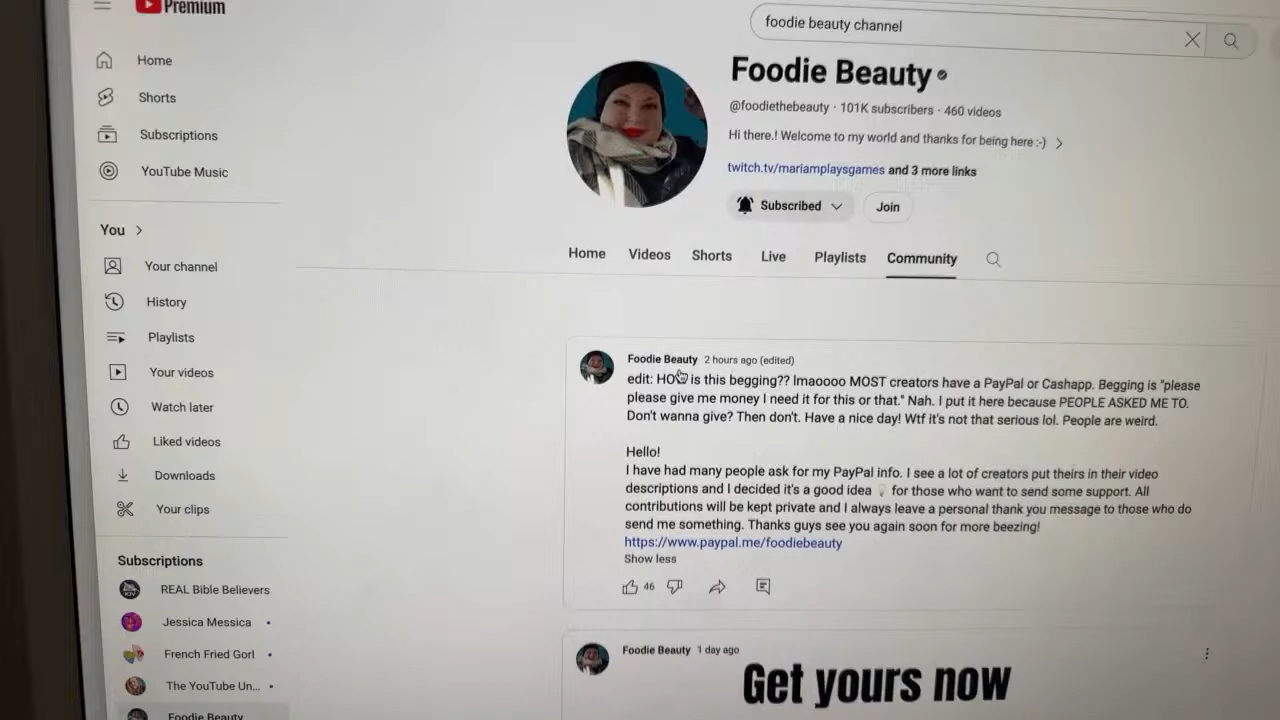 Premium
foodie beauty channel
Home
Shorts
Subscriptions
YouTube Music
You
Your channel
History
Playlists
Your videos
Watch later
Liked videos
Downloads
Your clips
Subscriptions
REAL Bible Believers
Jessica Messica •
French Fried Gorl •
The YouTube Un... •
Foodie Beauty
Foodie Beauty
@foodiethebeauty · 101K subscribers · 460 videos
Hi there.! Welcome to my world and thanks for being here :-)
twitch.tv/mariamplaysgames and 3 more links
Subscribed
Join
Home Videos Shorts Live Playlists Community
Foodie Beauty 2 hours ago (edited)
edit: HOW is this begging?? lmaoooo MOST creators have a PayPal or Cashapp. Begging is "please
please give me money I need it for this or that." Nah. I put it here because PEOPLE ASKED ME TO.
Don't wanna give? Then don't. Have a nice day! Wtf it's not that serious lol. People are weird.
Hello!
I have had many people ask for my PayPal info. I see a lot of creators put theirs in their video
descriptions and I decided it's a good idea 💡 for those who want to send some support. All
contributions will be kept private and I always leave a personal thank you message to those who do
send me something. Thanks guys see you again soon for more beezing!
https://www.paypal.me/foodiebeauty
Show less
46
Foodie Beauty 1 day ago
Get yours now